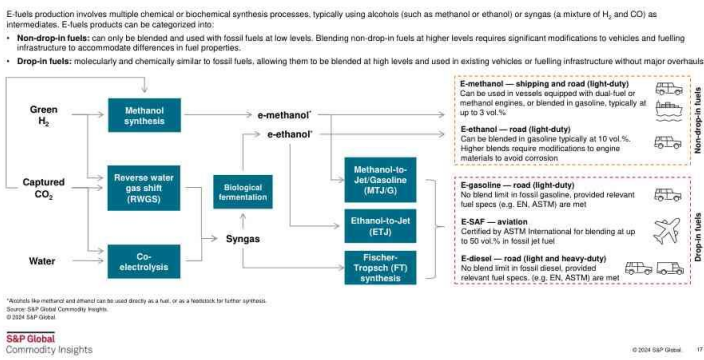 E-fuels production involves multiple chemical or biochemical synthesis processes, typically using alcohols (such as methanol or ethanol) or syngas (a mixture of H₂ and CO) as
intermediates. E-fuels products can be categorized into:
• Non-drop-in fuels: can only be blended and used with fossil fuels at low levels. Blending non-drop-in fuels at higher levels requires significant modifications to vehicles and fuelling
infrastructure to accommodate differences in fuel properties.
• Drop-in fuels: molecularly and chemically similar to fossil fuels, allowing them to be blended at high levels and used in existing vehicles or fuelling infrastructure without major overhauls
Green
H₂
Captured
CO₂
Water
Methanol
synthesis
Reverse water
gas shift
(RWGS)
Co-
electrolysis
Biological
fermentation
Syngas
e-methanol*
e-ethanol*
Methanol-to-
Jet/Gasoline
(MTJ/G)
Ethanol-to-Jet
(ETJ)
Fischer-
Tropsch (FT)
synthesis
E-methanol — shipping and road (light-duty)
Can be used in vessels equipped with dual-fuel or
methanol engines, or blended in gasoline, typically at
up to 3 vol.%
E-ethanol — road (light-duty)
Can be blended in gasoline typically at 10 vol.%.
Higher blends require modifications to engine
materials to avoid corrosion
Non-drop-in fuels
E-gasoline — road (light-duty)
No blend limit in fossil gasoline, provided relevant
fuel specs (e.g. EN, ASTM) are met
E-SAF — aviation
Certified by ASTM International for blending at up
to 50 vol.% in fossil jet fuel
E-diesel — road (light and heavy-duty)
No blend limit in fossil diesel, provided
relevant fuel specs. (e.g. EN, ASTM) are met
Drop-in fuels
*Alcohols like methanol and ethanol can be used directly as a fuel, or as a feedstock for further synthesis.
Source: S&P Global Commodity Insights.
© 2024 S&P Global.
S&P Global
Commodity Insights
© 2024 S&P Global.
17